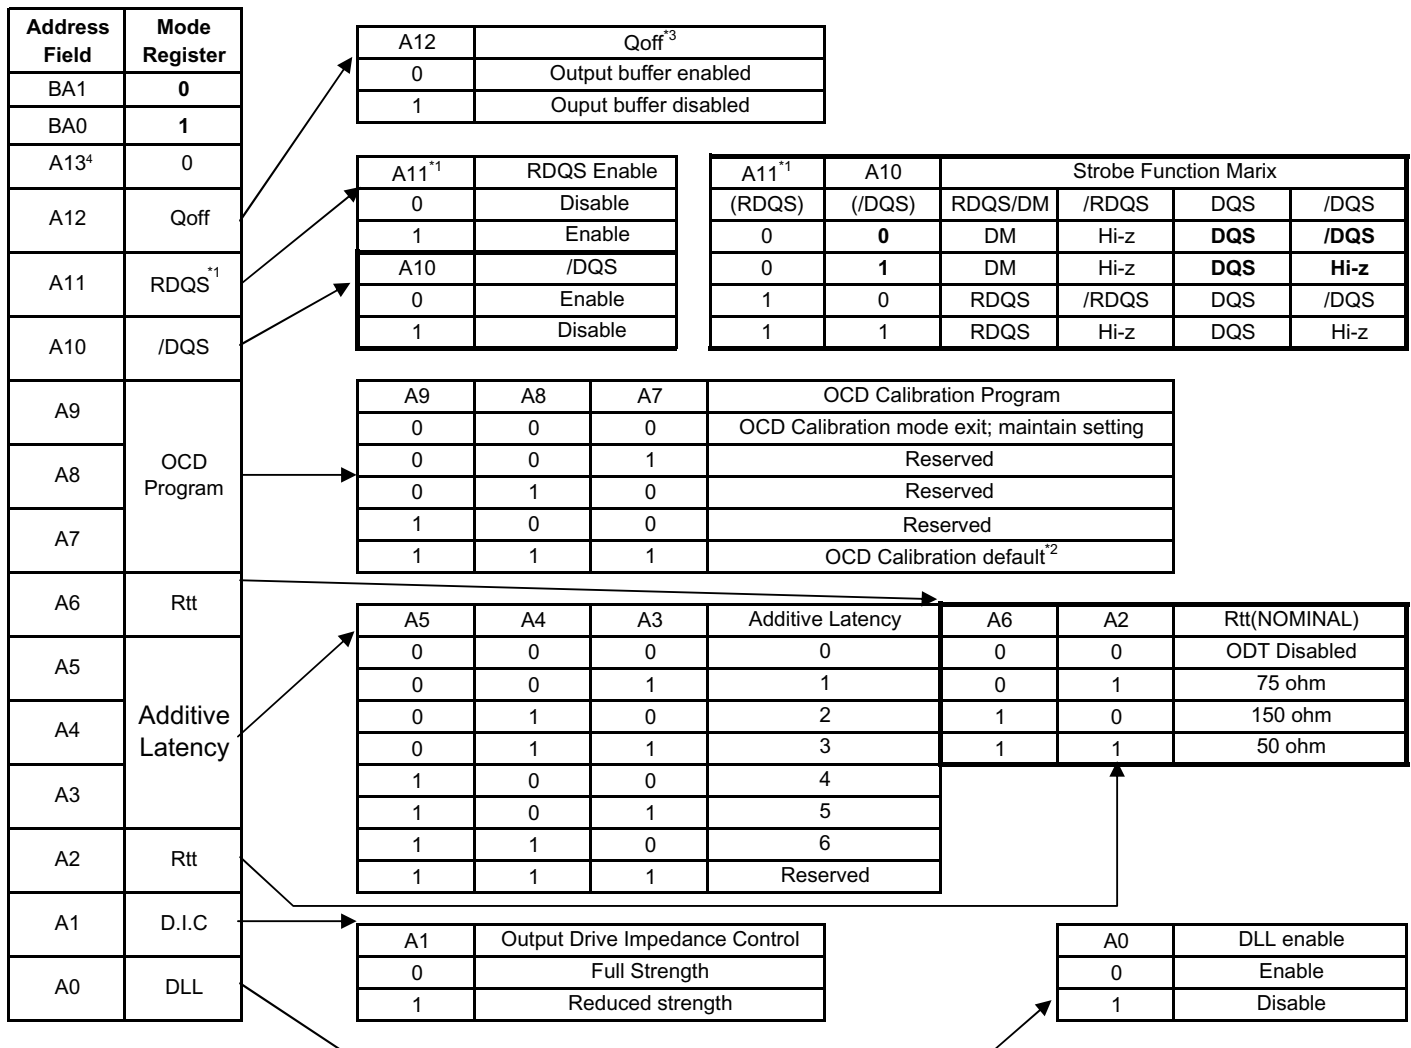 Address Field Mode Register
BA1 0
BA0 1
A13⁴ 0
A12 Qoff
A11 RDQS*1
A10 /DQS
A9
A8
A7
OCD
Program
A6 Rtt
A5
A4
A3
Additive
Latency
A2 Rtt
A1 D.I.C
A0 DLL
A12 Qoff*3
0 Output buffer enabled
1 Ouput buffer disabled
A11*1 RDQS Enable
0 Disable
1 Enable
A10 /DQS
0 Enable
1 Disable
A11*1 A10 Strobe Function Marix
(RDQS) (/DQS) RDQS/DM /RDQS DQS /DQS
0 0 DM Hi-z DQS /DQS
0 1 DM Hi-z DQS Hi-z
1 0 RDQS /RDQS DQS /DQS
1 1 RDQS Hi-z DQS Hi-z
A9 A8 A7 OCD Calibration Program
0 0 0 OCD Calibration mode exit; maintain setting
0 0 1 Reserved
0 1 0 Reserved
1 0 0 Reserved
1 1 1 OCD Calibration default*2
A5 A4 A3 Additive Latency
0 0 0 0
0 0 1 1
0 1 0 2
0 1 1 3
1 0 0 4
1 0 1 5
1 1 0 6
1 1 1 Reserved
A6 A2 Rtt(NOMINAL)
0 0 ODT Disabled
0 1 75 ohm
1 0 150 ohm
1 1 50 ohm
A1 Output Drive Impedance Control
0 Full Strength
1 Reduced strength
A0 DLL enable
0 Enable
1 Disable